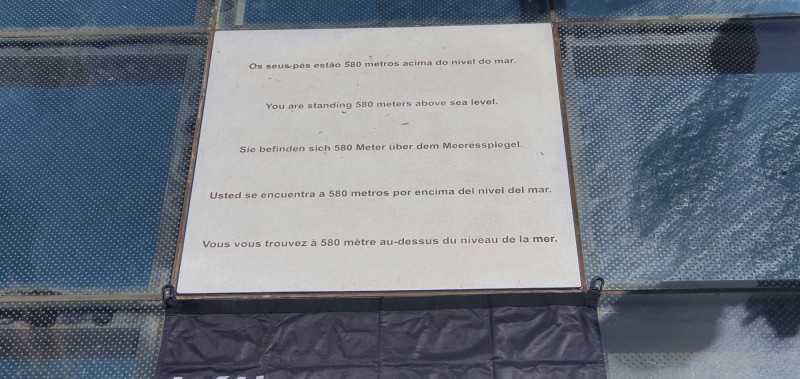 Os seus pés estão 580 metros acima do nível do mar.
You are standing 580 meters above sea level.
Sie befinden sich 580 Meter über dem Meeresspiegel.
Usted se encuentra a 580 metros por encima del nivel del mar.
Vous vous trouvez à 580 mètre au-dessus du niveau de la mer.